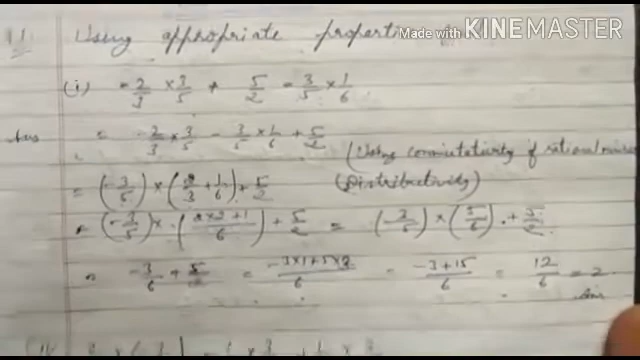 Made with KINEMASTER
Using appropriate properties
(i) = -2/3 × 3/5 + 5/2 - 3/5 × 1/6
Ans = -2/3 × 3/5 - 3/5 × 1/6 + 5/2 (Using commutativity of rational
= (-3/5) × (2/3 + 1/6) + 5/2 (Distributivity)
= (-3/5) × (2×2+1/6) + 5/2 = (-3/5) × (5/6) + 5/2
= -3/6 + 5/2 = -3×1+5×3/6 = -3+15/6 = 12/6 = 2
Ans